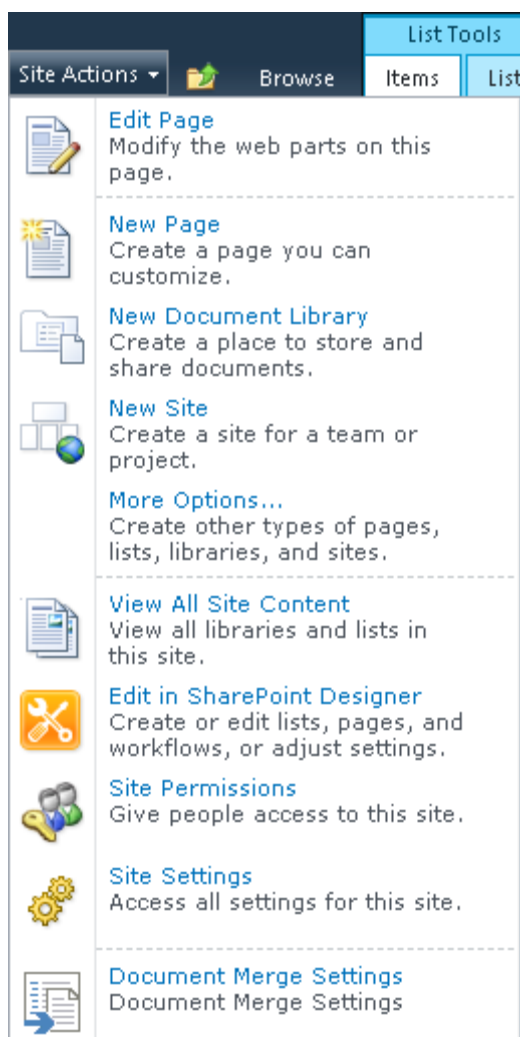 List Tools
Site Actions Browse Items List
Edit Page
Modify the web parts on this
page.
New Page
Create a page you can
customize.
New Document Library
Create a place to store and
share documents.
New Site
Create a site for a team or
project.
More Options...
Create other types of pages,
lists, libraries, and sites.
View All Site Content
View all libraries and lists in
this site.
Edit in SharePoint Designer
Create or edit lists, pages, and
workflows, or adjust settings.
Site Permissions
Give people access to this site.
Site Settings
Access all settings for this site.
Document Merge Settings
Document Merge Settings